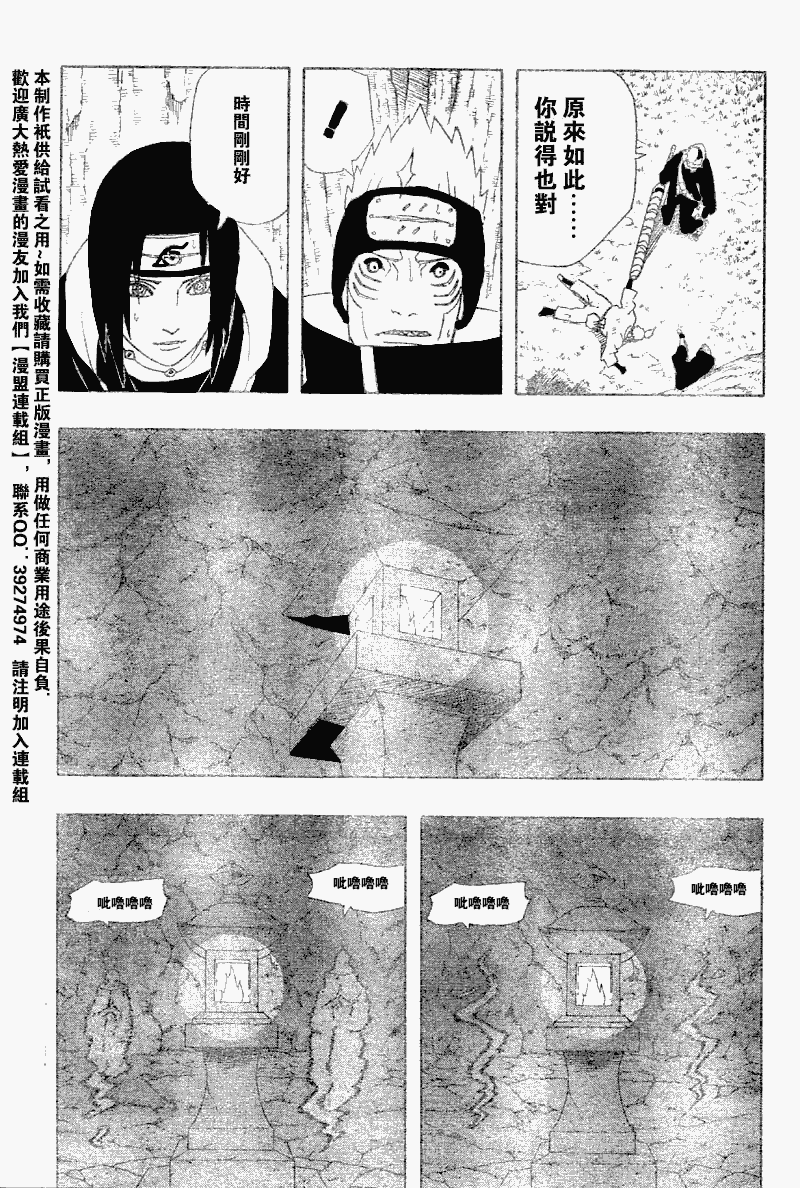 原來如此……
你說得也對
！
時間剛剛好
呲嚕嚕嚕
呲嚕嚕嚕
呲嚕嚕嚕
呲嚕嚕嚕
本制作衹供給試看之用~如需收藏請購買正版漫畫，用做任何商業用途後果自負.
歡迎廣大熱愛漫畫的漫友加入我們【漫盟連載組】，聯系QQ：39274974 請注明加入連載組